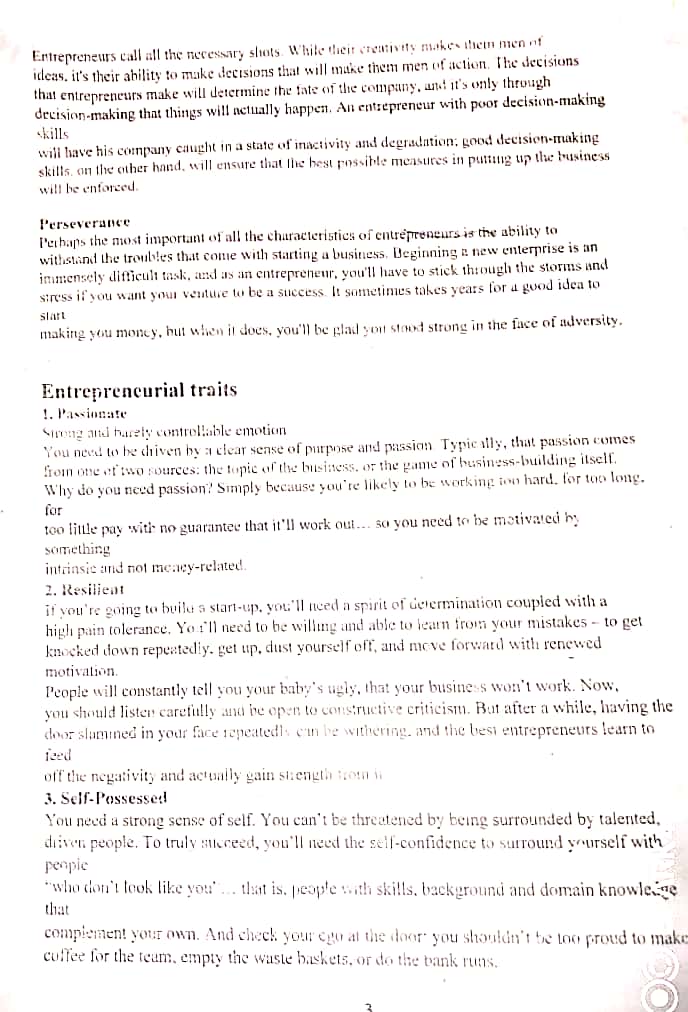 Entrepreneurs call all the necessary shots. While their creativity makes them men of
ideas, it's their ability to make decisions that will make them men of action. The decisions
that entrepreneurs make will determine the fate of the company, and it's only through
decision-making that things will actually happen. An entrepreneur with poor decision-making
skills
will have his company caught in a state of inactivity and degradation; good decision-making
skills, on the other hand, will ensure that the best possible measures in putting up the business
will be enforced.
Perseverance
Perhaps the most important of all the characteristics of entrepreneurs is the ability to
withstand the troubles that come with starting a business. Beginning a new enterprise is an
immensely difficult task, and as an entrepreneur, you'll have to stick through the storms and
stress if you want your venture to be a success. It sometimes takes years for a good idea to
start
making you money, but when it does, you'll be glad you stood strong in the face of adversity.
Entrepreneurial traits
1. Passionate
Strong and barely controllable emotion
You need to be driven by a clear sense of purpose and passion. Typically, that passion comes
from one of two sources: the topic of the business, or the game of business-building itself.
Why do you need passion? Simply because you're likely to be working too hard, for too long,
for
too little pay with no guarantee that it'll work out... so you need to be motivated by
something
intrinsic and not money-related.
2. Resilient
if you're going to build a start-up, you'll need a spirit of determination coupled with a
high pain tolerance. You'll need to be willing and able to learn from your mistakes – to get
knocked down repeatedly, get up, dust yourself off, and move forward with renewed
motivation.
People will constantly tell you your baby's ugly, that your business won't work. Now,
you should listen carefully and be open to constructive criticism. But after a while, having the
door slammed in your face repeatedly can be withering, and the best entrepreneurs learn to
feed
off the negativity and actually gain strength from it
3. Self-Possessed
You need a strong sense of self. You can't be threatened by being surrounded by talented,
driven people. To truly succeed, you'll need the self-confidence to surround yourself with
people
"who don't look like you' ... that is, people with skills, background and domain knowledge
that
complement your own. And check your ego at the door: you shouldn't be too proud to make
coffee for the team, empty the waste baskets, or do the bank runs.
3